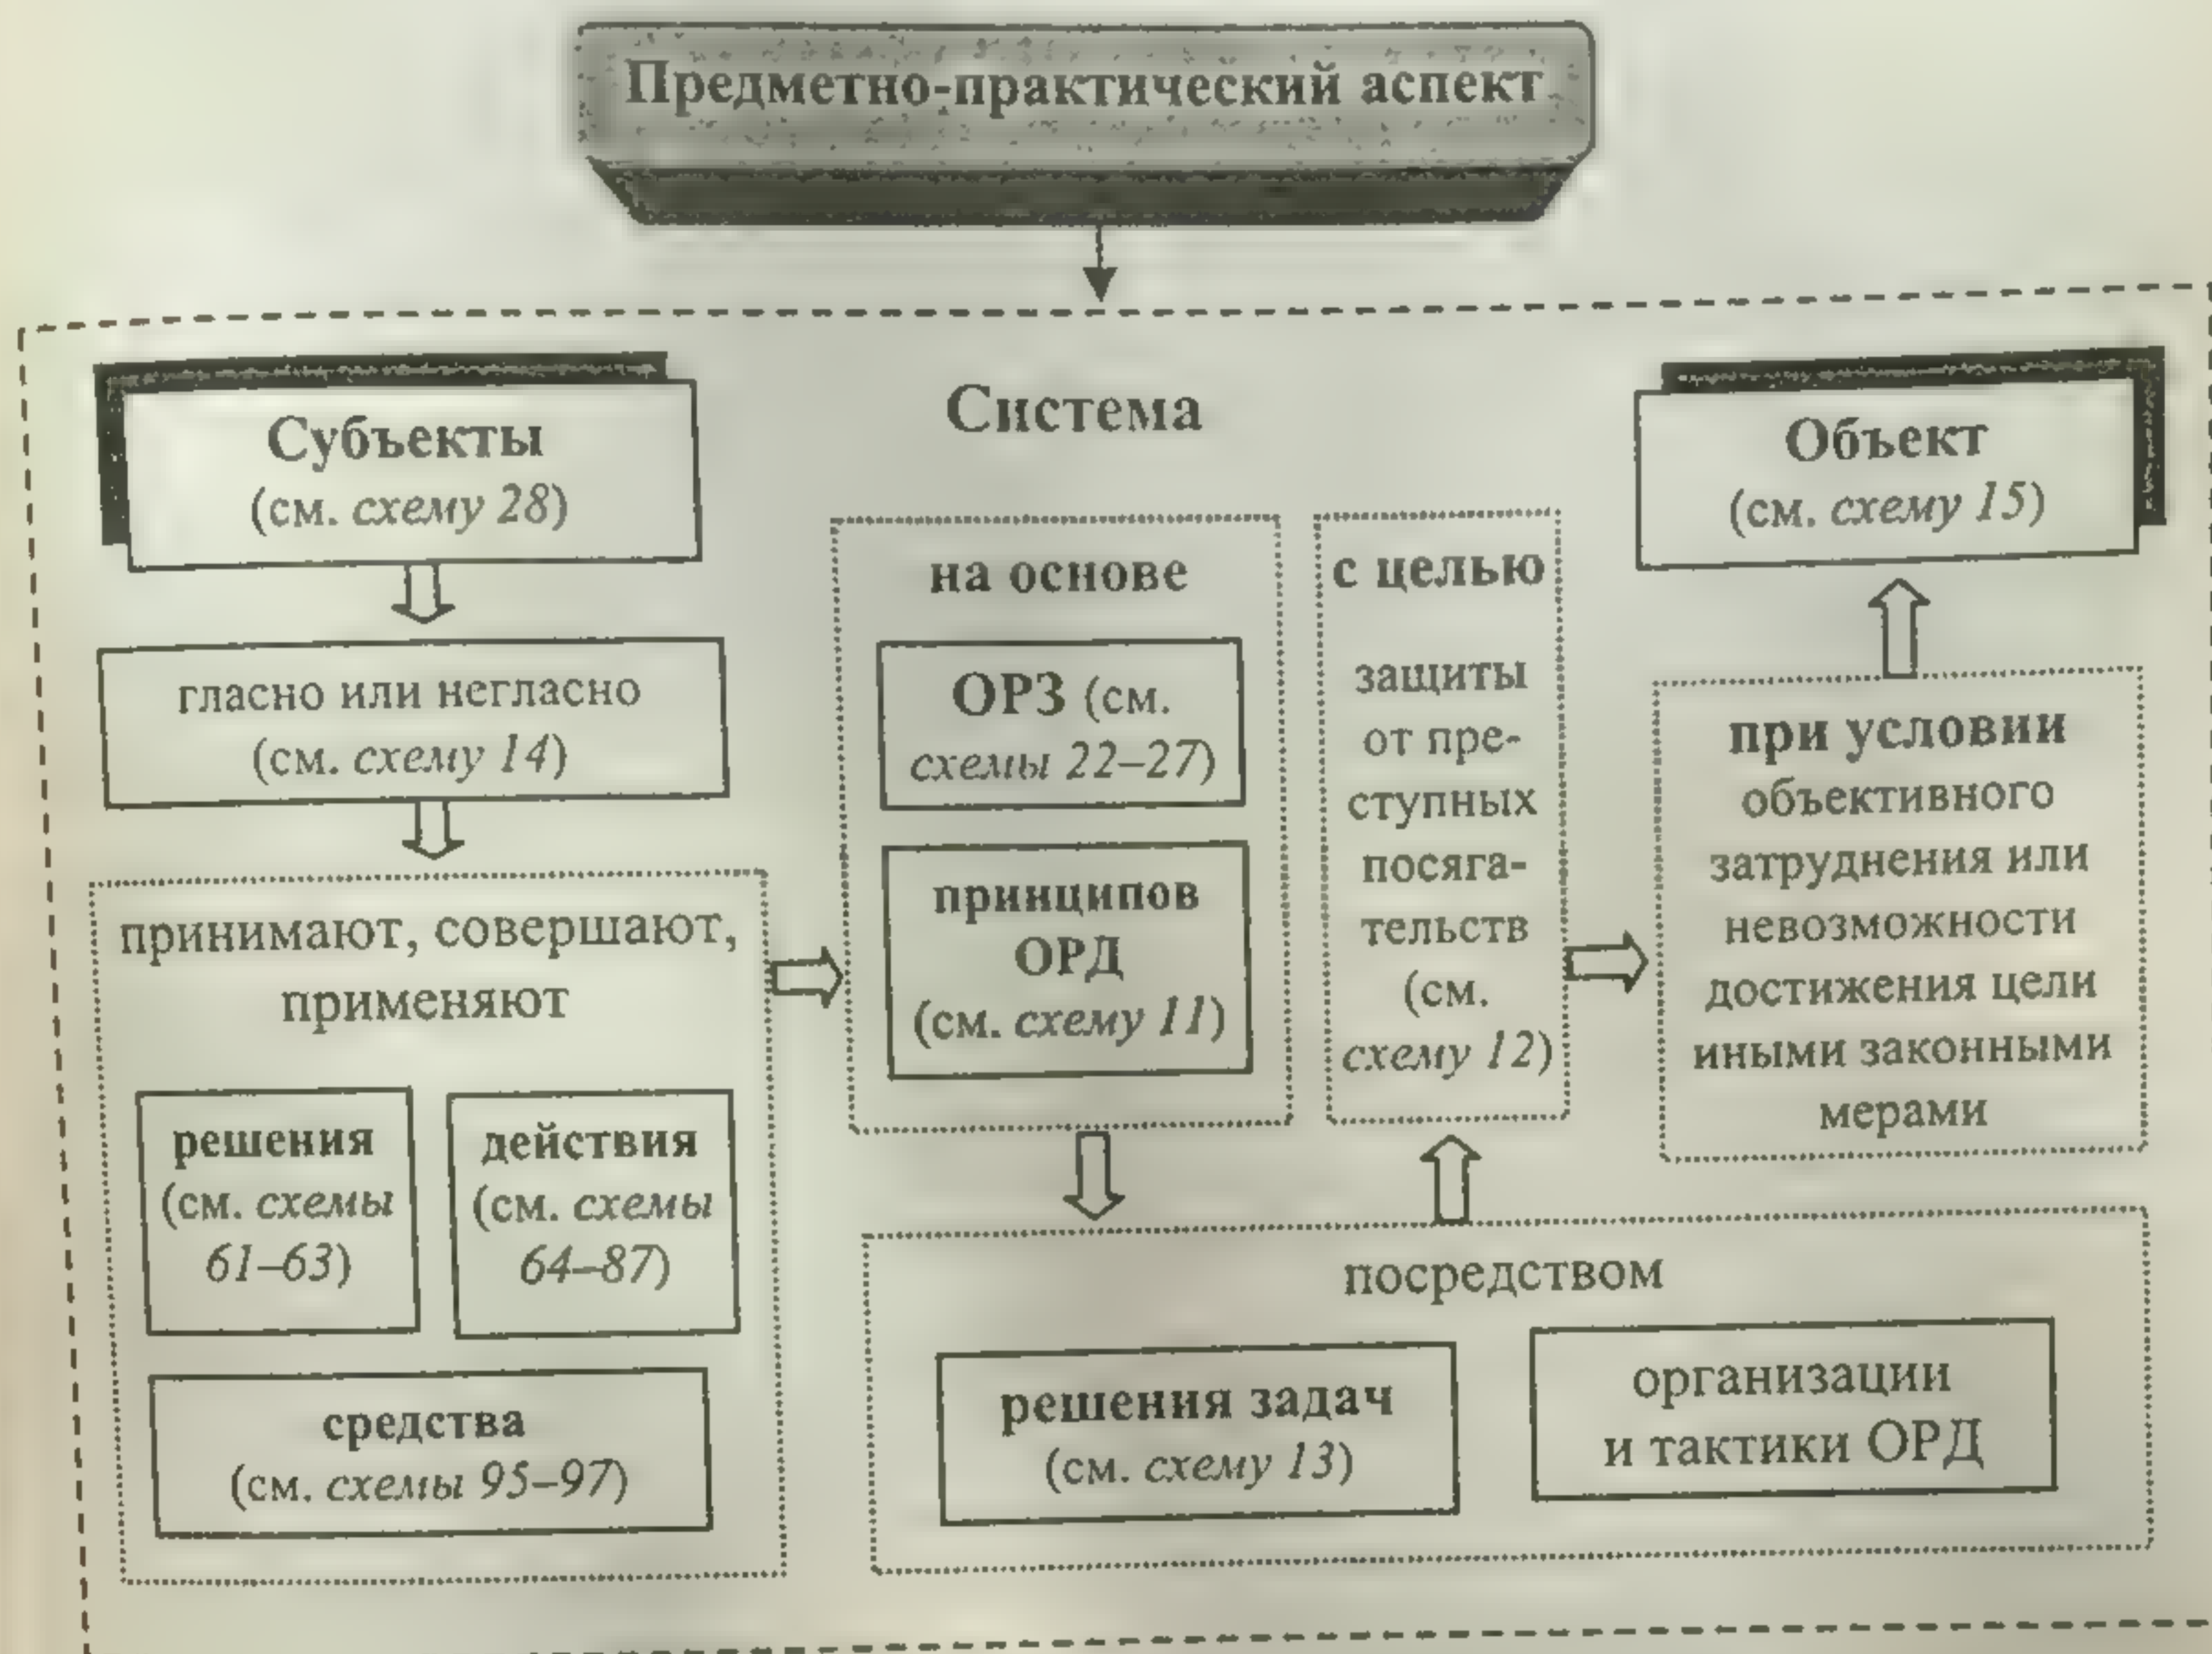 Предметно-практический аспект
Система
Субъекты
(см. схему 28)
гласно или негласно
(см. схему 14)
принимают, совершают,
применяют
решения
(см. схемы
61–63)
действия
(см. схемы
64–87)
средства
(см. схемы 95–97)
на основе
ОРЗ (см.
схемы 22–27)
принципов
ОРД
(см. схему 11)
посредством
решения задач
(см. схему 13)
организации
и тактики ОРД
с целью
защиты
от пре-
ступных
посяга-
тельств
(см.
схему 12)
при условии
объективного
затруднения или
невозможности
достижения цели
иными законными
мерами
Объект
(см. схему 15)